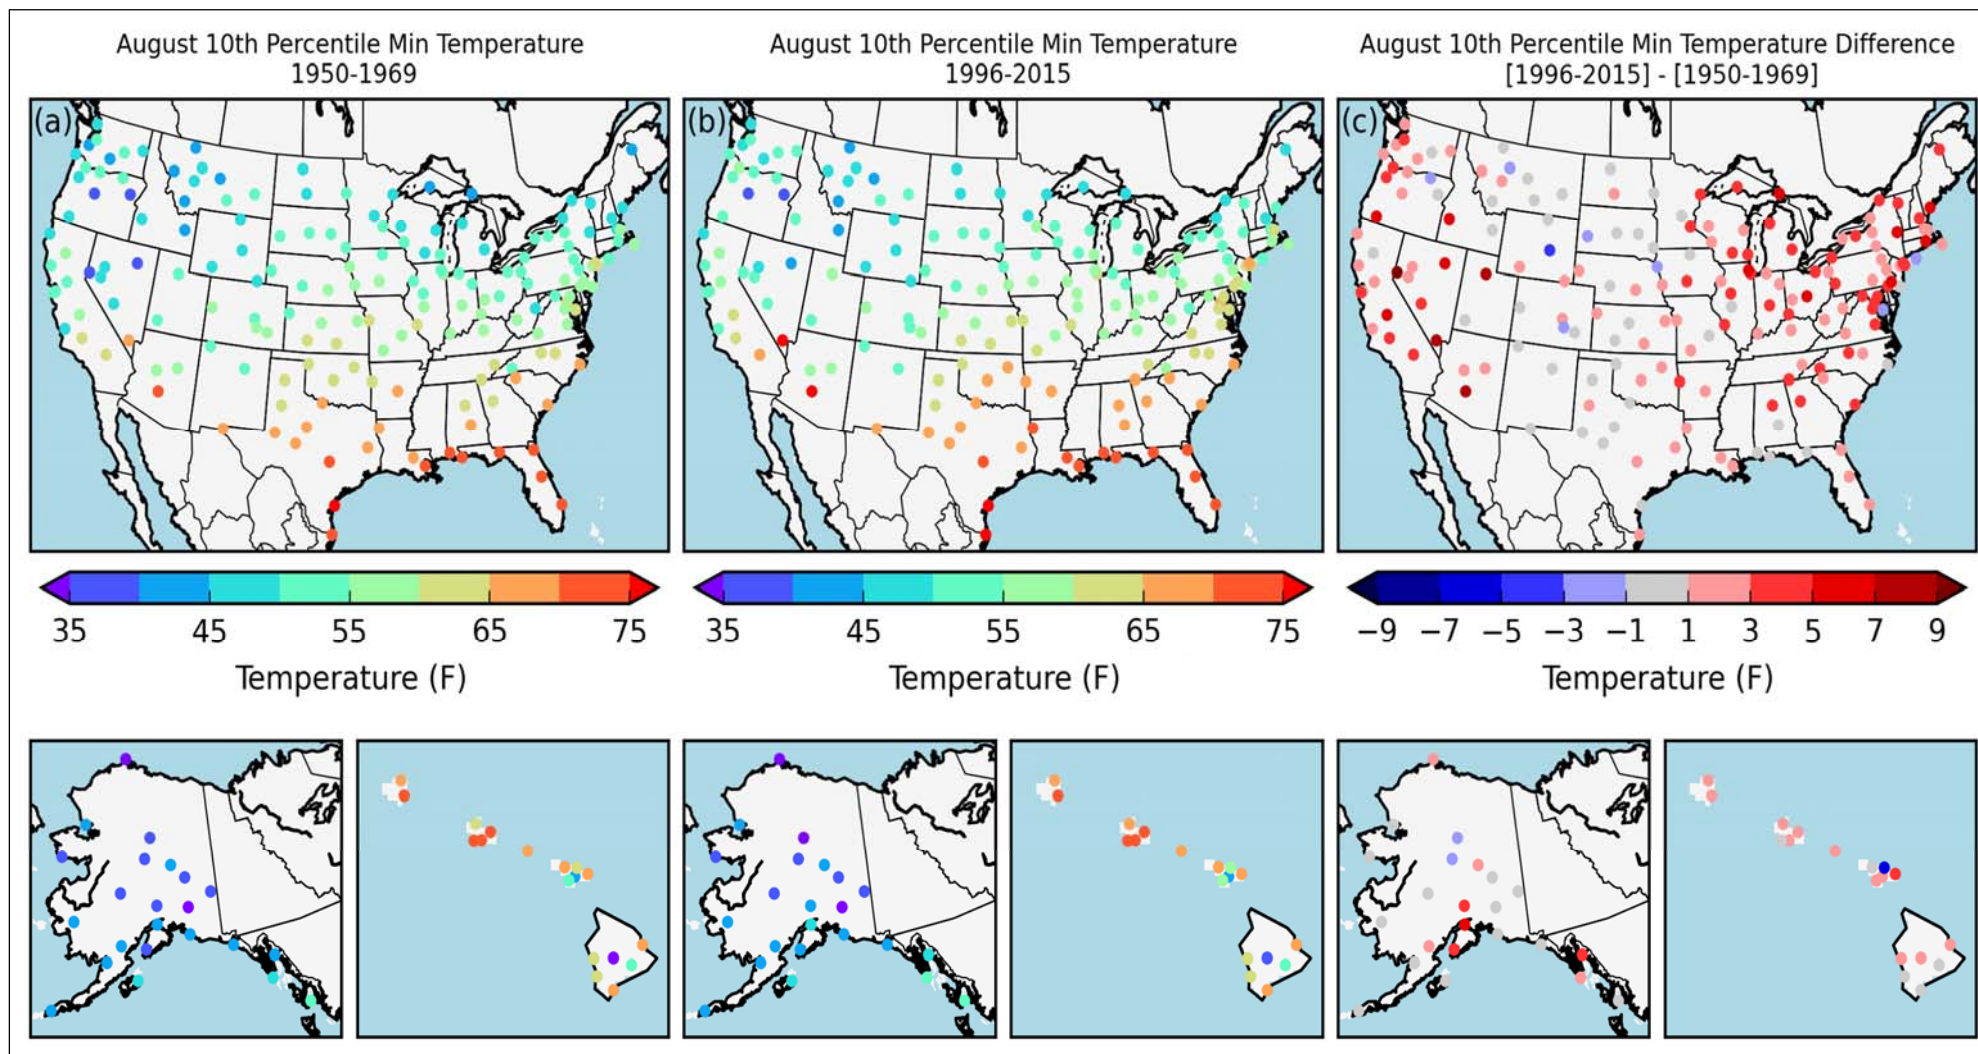 August 10th Percentile Min Temperature
1950-1969
August 10th Percentile Min Temperature
1996-2015
August 10th Percentile Min Temperature Difference
[1996-2015] - [1950-1969]
(a)
(b)
(c)
35 45 55 65 75
35 45 55 65 75
−9 −7 −5 −3 −1 1 3 5 7 9
Temperature (F)
Temperature (F)
Temperature (F)